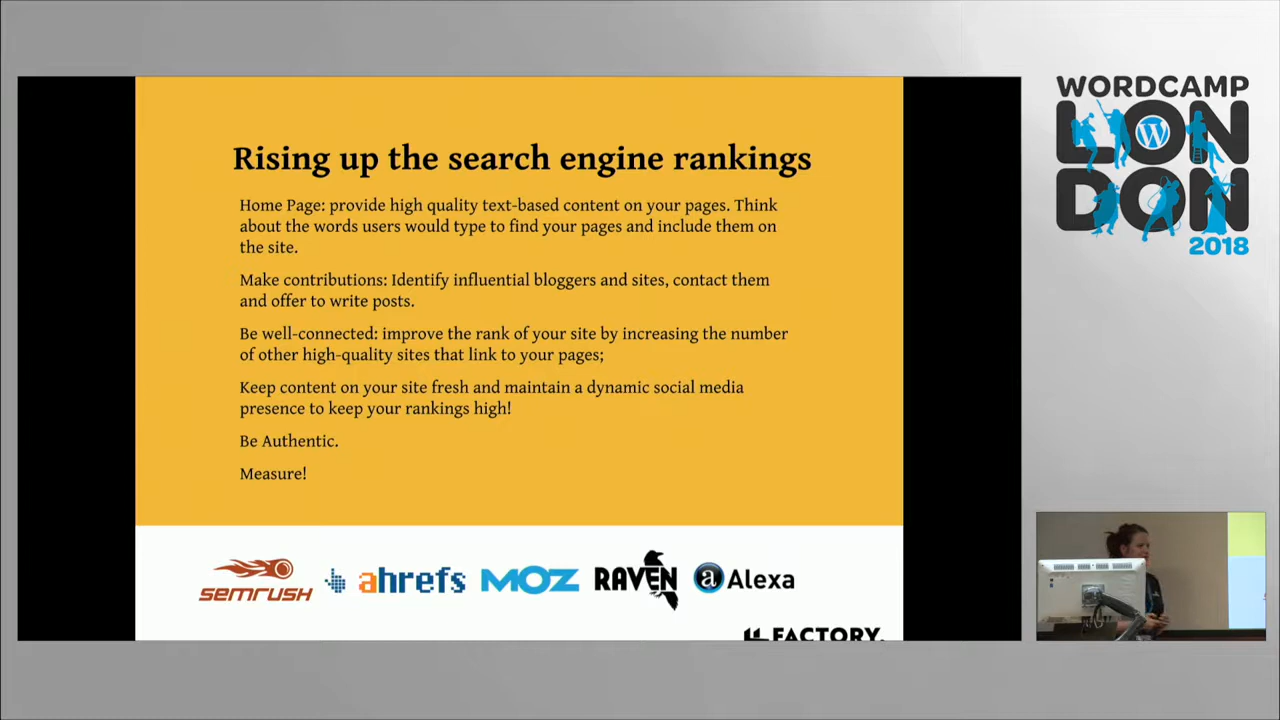 Rising up the search engine rankings
Home Page: provide high quality text-based content on your pages. Think
about the words users would type to find your pages and include them on
the site.
Make contributions: Identify influential bloggers and sites, contact them
and offer to write posts.
Be well-connected: improve the rank of your site by increasing the number
of other high-quality sites that link to your pages;
Keep content on your site fresh and maintain a dynamic social media
presence to keep your rankings high!
Be Authentic.
Measure!
SEMRUSH ahrefs MOZ RAVEN a Alexa
FACTORY.
WORDCAMP
LON
DON
2018